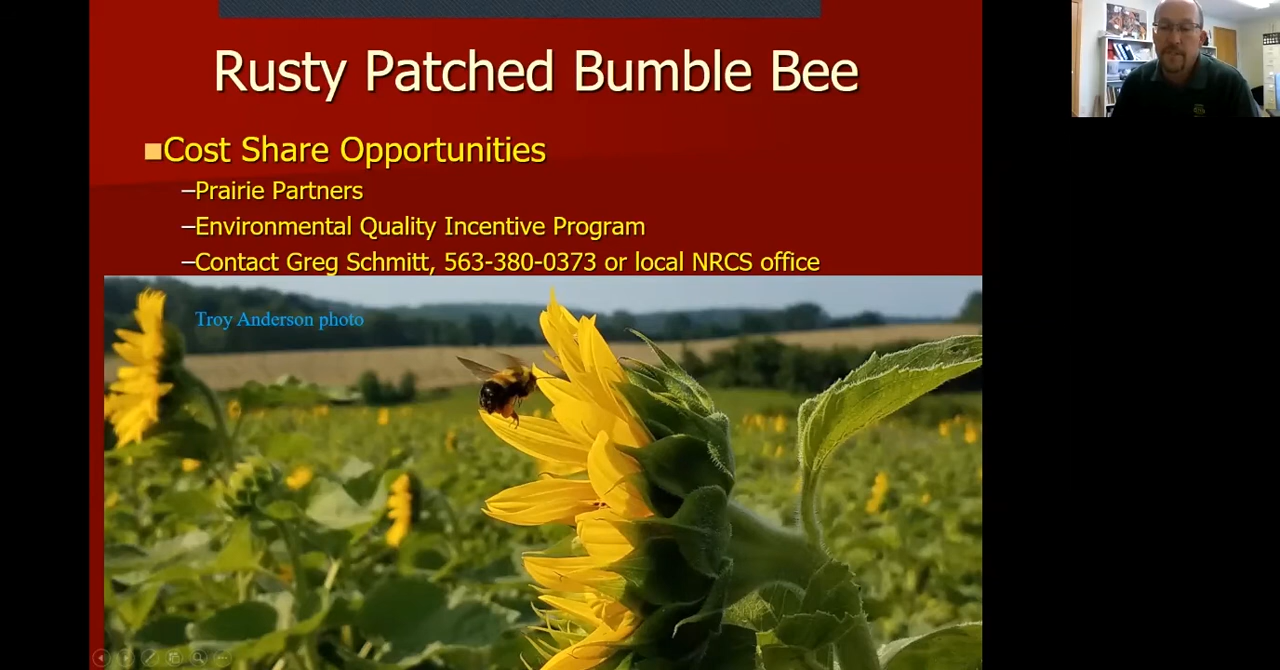 Rusty Patched Bumble Bee
Cost Share Opportunities
–Prairie Partners
–Environmental Quality Incentive Program
–Contact Greg Schmitt, 563-380-0373 or local NRCS office
Troy Anderson photo